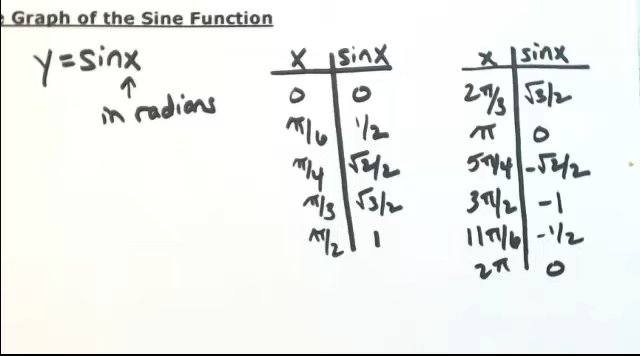 Graph of the Sine Function
y = sinx
↑
in radians
x | sinx
0 | 0
π/6 | 1/2
π/4 | √2/2
π/3 | √3/2
π/2 | 1
x | sinx
2π/3 | √3/2
π | 0
5π/4 | -√2/2
3π/2 | -1
11π/6 | -1/2
2π | 0